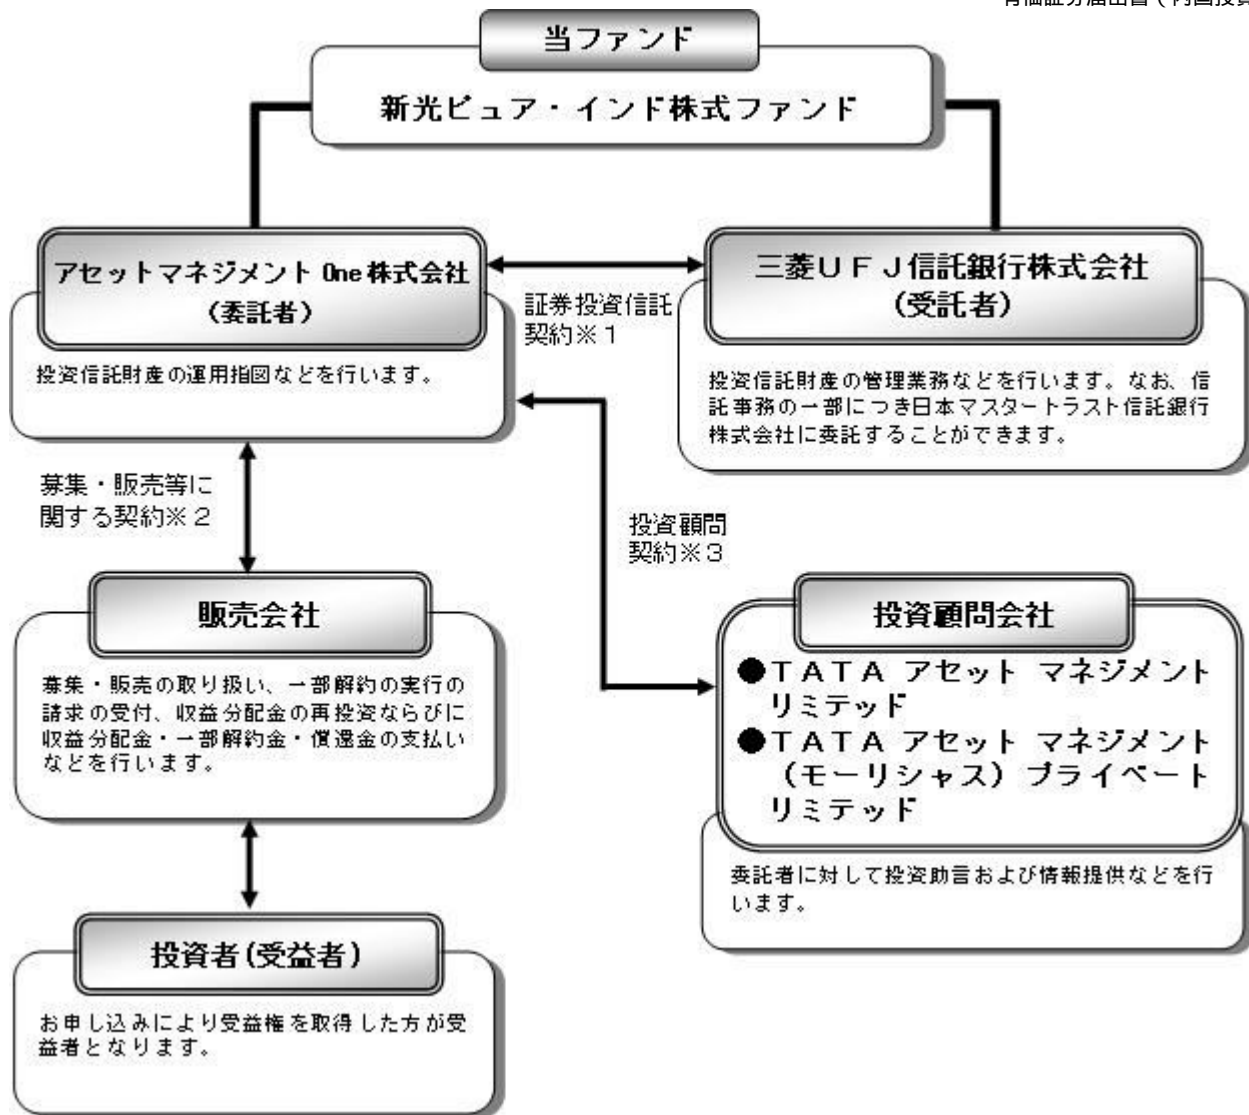 当ファンド
新光ピュア・インド株式ファンド
アセットマネジメント One 株式会社
（委託者）
投資信託財産の運用指図などを行います。
証券投資信託
契約※１
三菱ＵＦＪ信託銀行株式会社
(受託者)
投資信託財産の管理業務などを行います。なお、信
託事務の一部につき日本マスタートラスト信託銀行
株式会社に委託することができます。
募集・販売等に
関する契約※２
投資顧問
契約※３
販売会社
募集・販売の取り扱い、一部解約の実行の
請求の受付、収益分配金の再投資ならびに
収益分配金・一部解約金・償還金の支払い
などを行います。
投資顧問会社
●ＴＡＴＡ アセット マネジメント
リミテッド
●ＴＡＴＡ アセット マネジメント
（モーリシャス）プライベート
リミテッド
委託者に対して投資助言および情報提供などを行
います。
投資者(受益者)
お申し込みにより受益権を取得した方が受
益者となります。